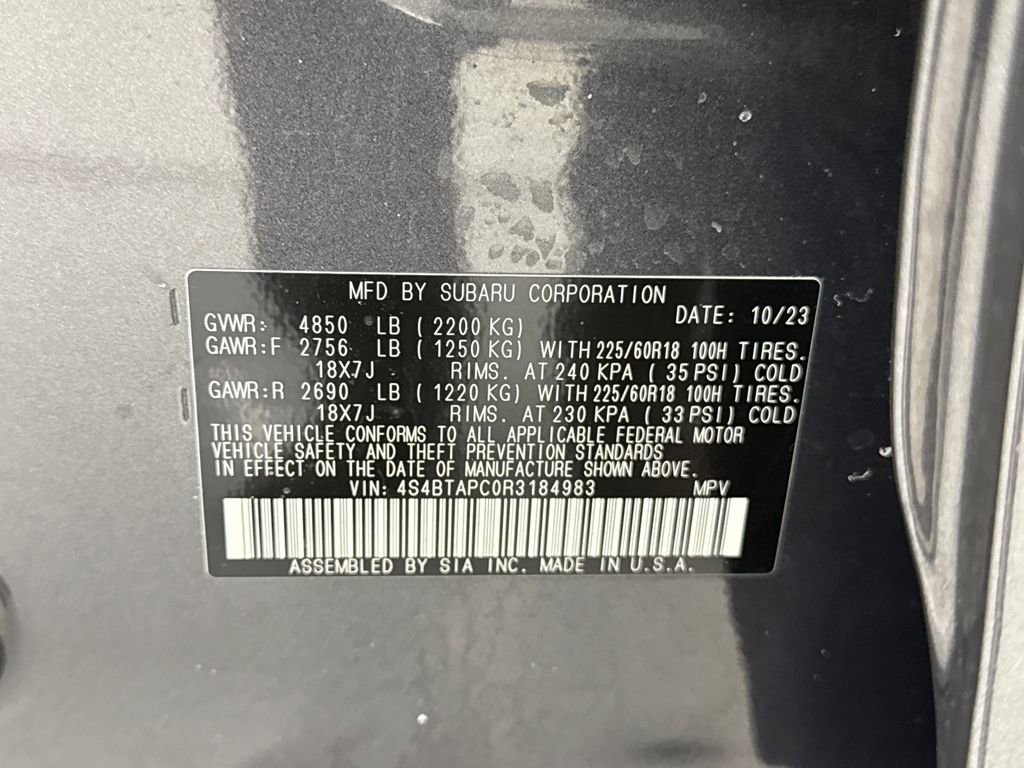 MFD BY SUBARU CORPORATION
DATE: 10/23
GVWR: 4850 LB ( 2200 KG)
GAWR:F 2756 LB ( 1250 KG) WITH 225/60R18 100H TIRES.
18X7J RIMS. AT 240 KPA ( 35 PSI) COLD
GAWR:R 2690 LB ( 1220 KG) WITH 225/60R18 100H TIRES.
18X7J RIMS. AT 230 KPA ( 33 PSI) COLD
THIS VEHICLE CONFORMS TO ALL APPLICABLE FEDERAL MOTOR
VEHICLE SAFETY AND THEFT PREVENTION STANDARDS
IN EFFECT ON THE DATE OF MANUFACTURE SHOWN ABOVE.
VIN: 4S4BTAPC0R3184983 MPV
ASSEMBLED BY SIA INC. MADE IN U.S.A.